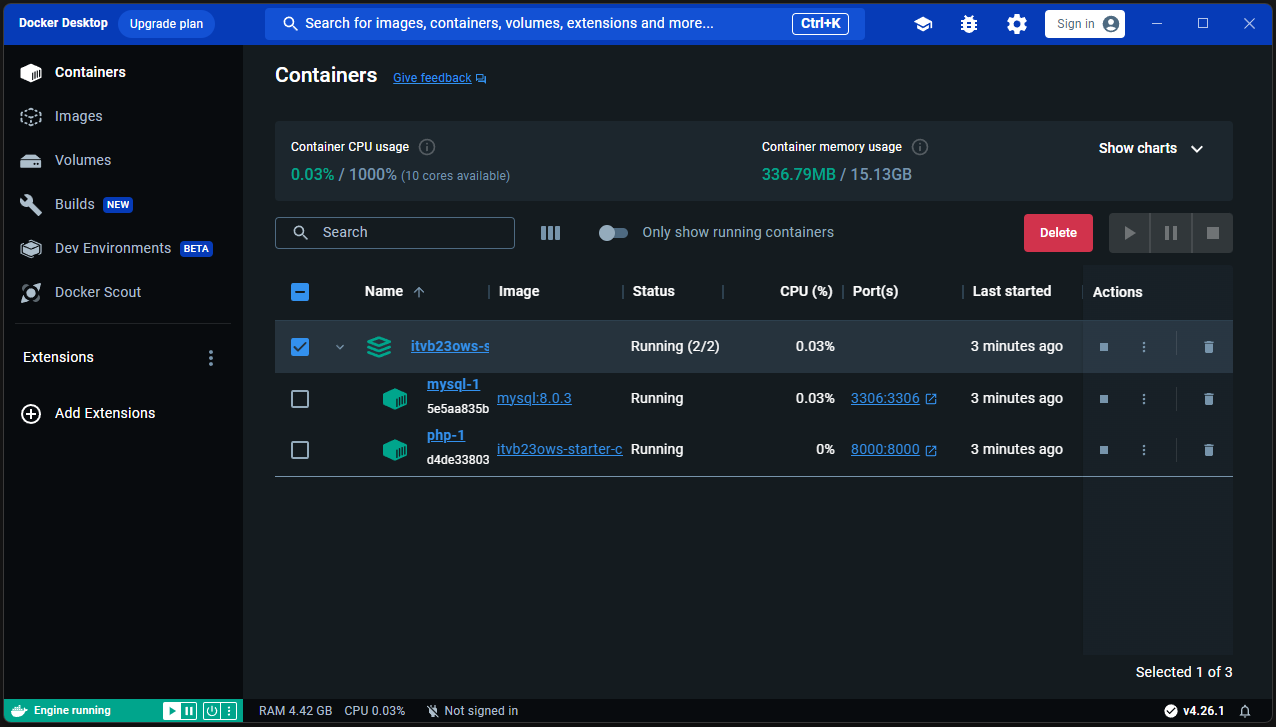 Docker Desktop Upgrade plan Search for images, containers, volumes, extensions and more... Ctrl+K Sign in
Containers
Images
Volumes
Builds NEW
Dev Environments BETA
Docker Scout
Extensions
Add Extensions
Containers Give feedback
Container CPU usage
0.03% / 1000% (10 cores available)
Container memory usage
336.79MB / 15.13GB
Show charts
Search
Only show running containers
Delete
Name Image Status CPU (%) Port(s) Last started Actions
itvb23ows-s Running (2/2) 0.03% 3 minutes ago
mysql-1
5e5aa835b mysql:8.0.3 Running 0.03% 3306:3306 3 minutes ago
php-1
d4de33803 itvb23ows-starter-c Running 0% 8000:8000 3 minutes ago
Selected 1 of 3
Engine running RAM 4.42 GB CPU 0.03% Not signed in v4.26.1